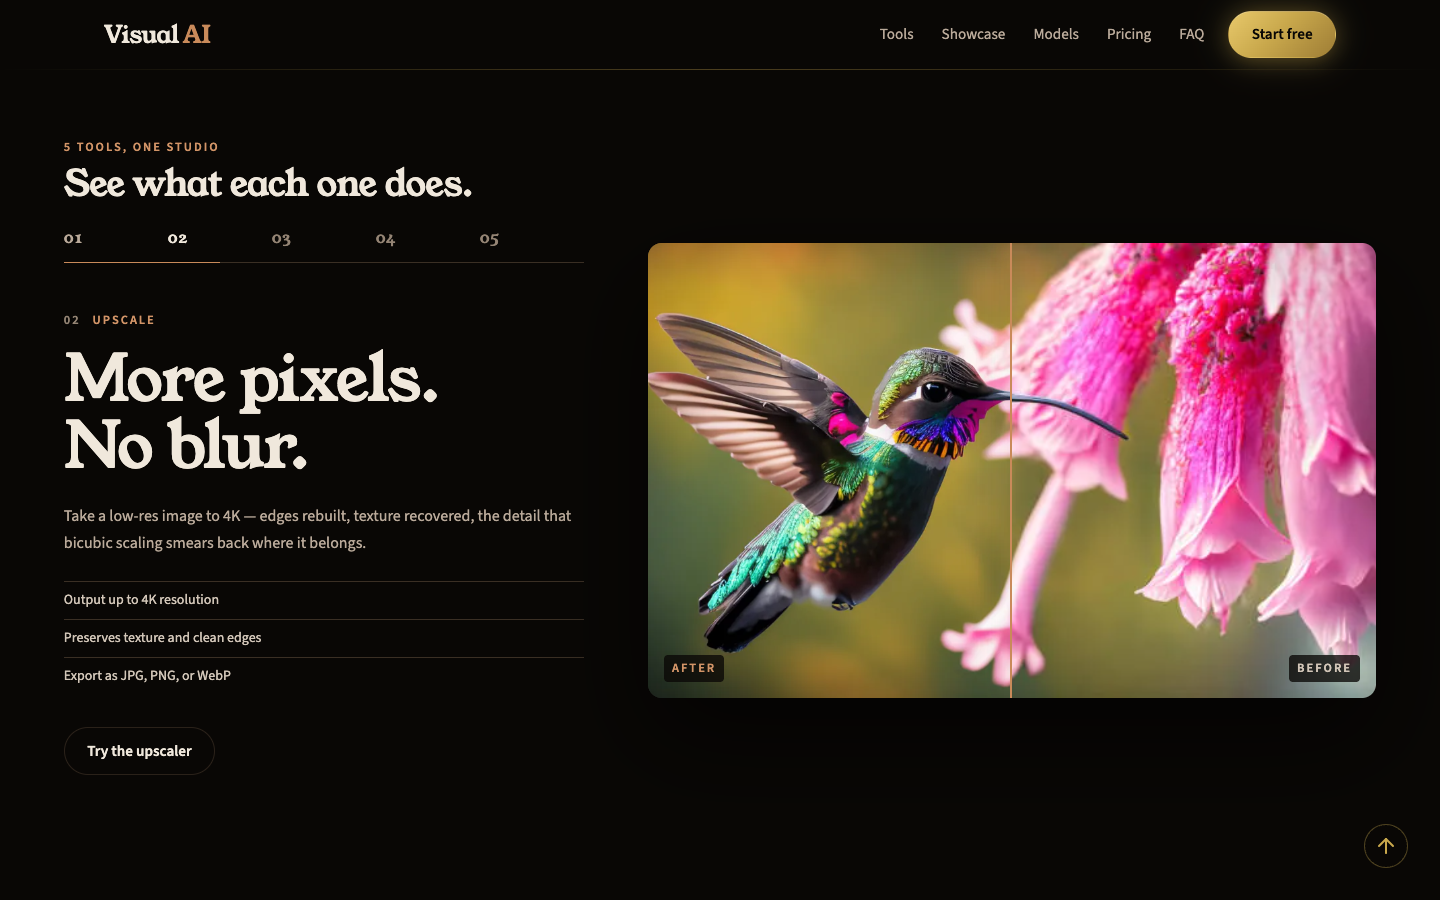 Visual AI
Tools
Showcase
Models
Pricing
FAQ
Start free
5 TOOLS, ONE STUDIO
See what each one does.
01
02
03
04
05
02 UPSCALE
More pixels.
No blur.
Take a low-res image to 4K — edges rebuilt, texture recovered, the detail that
bicubic scaling smears back where it belongs.
Output up to 4K resolution
Preserves texture and clean edges
Export as JPG, PNG, or WebP
Try the upscaler
AFTER
BEFORE